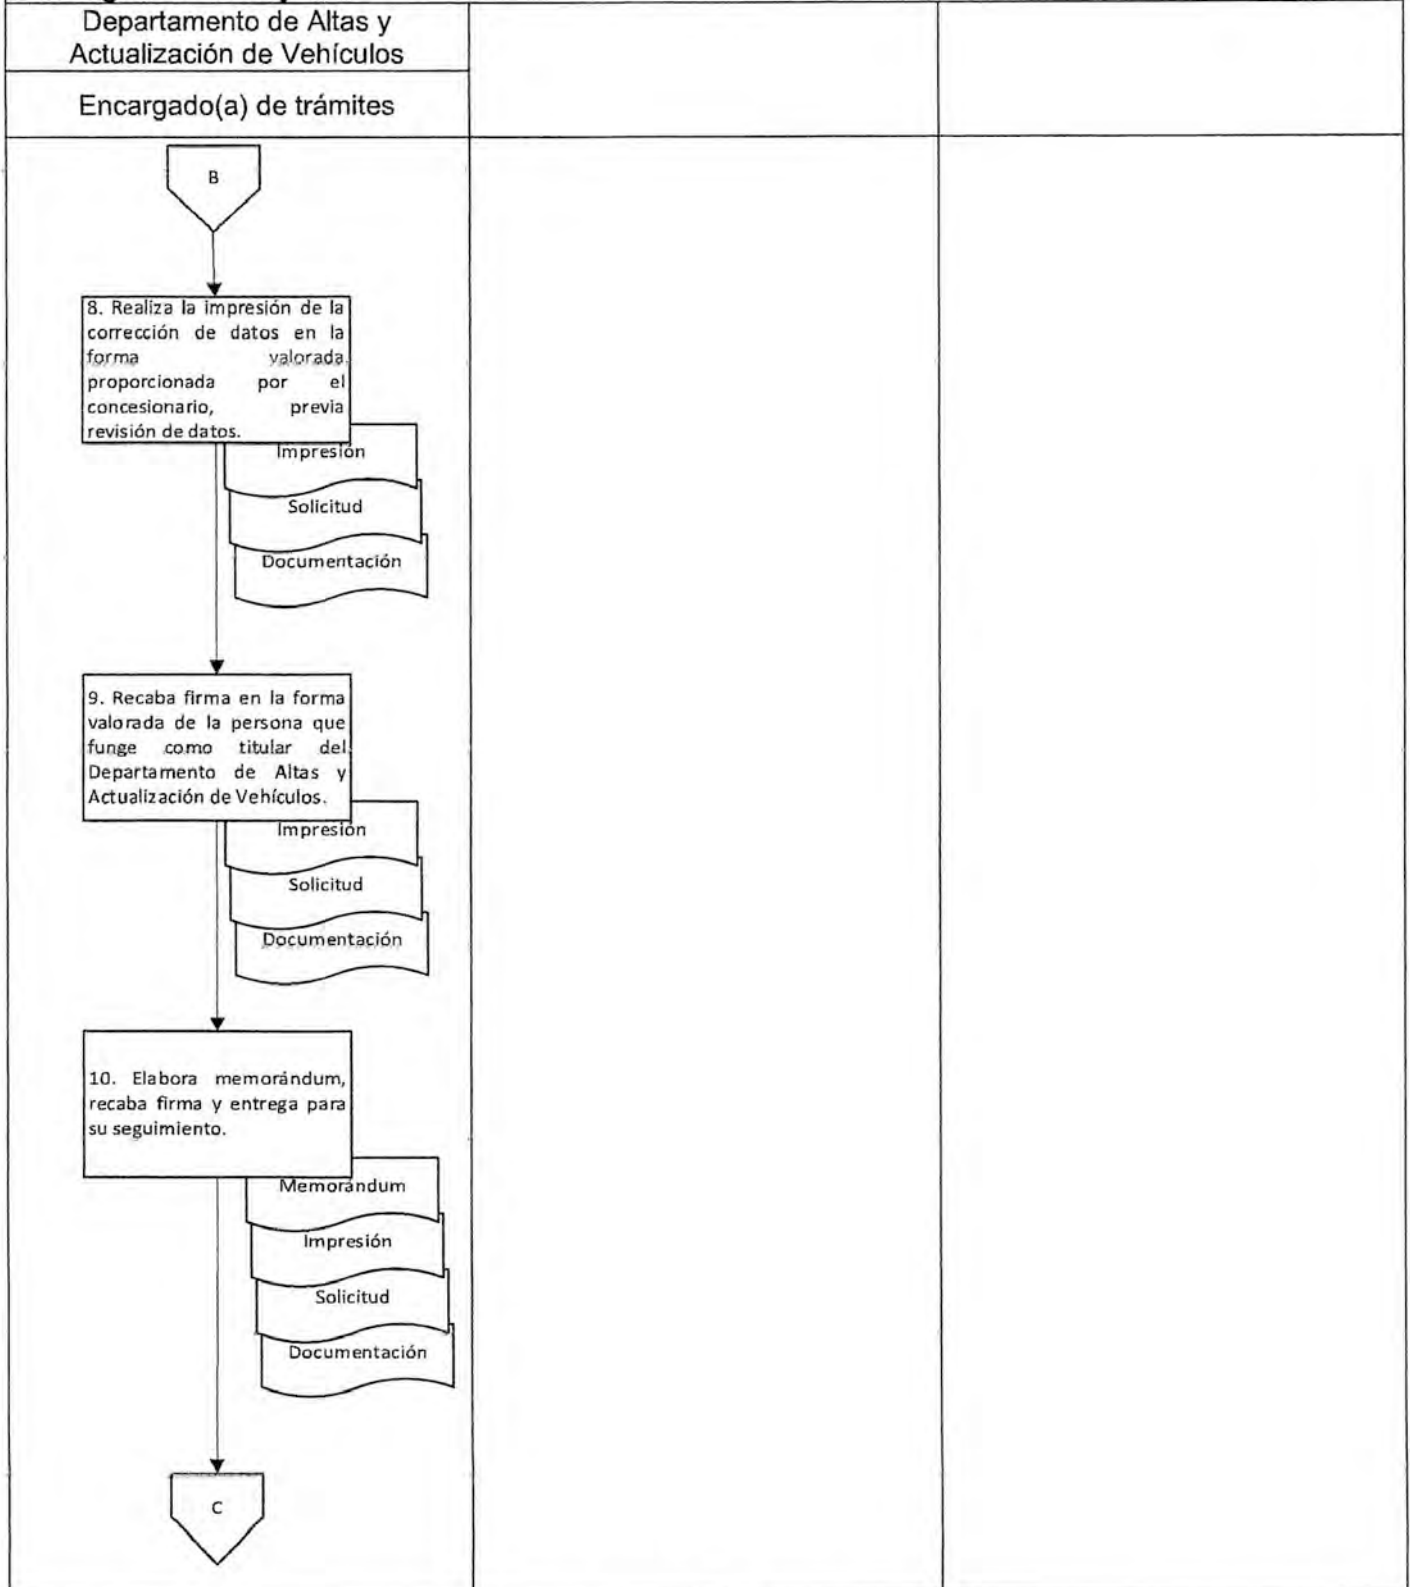 Departamento de Altas y
Actualización de Vehículos
Encargado(a) de trámites
B
8. Realiza la impresión de la
corrección de datos en la
forma valorada
proporcionada por el
concesionario, previa
revisión de datos.
Impresión
Solicitud
Documentación
9. Recaba firma en la forma
valorada de la persona que
funge como titular del
Departamento de Altas y
Actualización de Vehículos.
Impresión
Solicitud
Documentación
10. Elabora memorándum,
recaba firma y entrega para
su seguimiento.
Memorándum
Impresión
Solicitud
Documentación
C